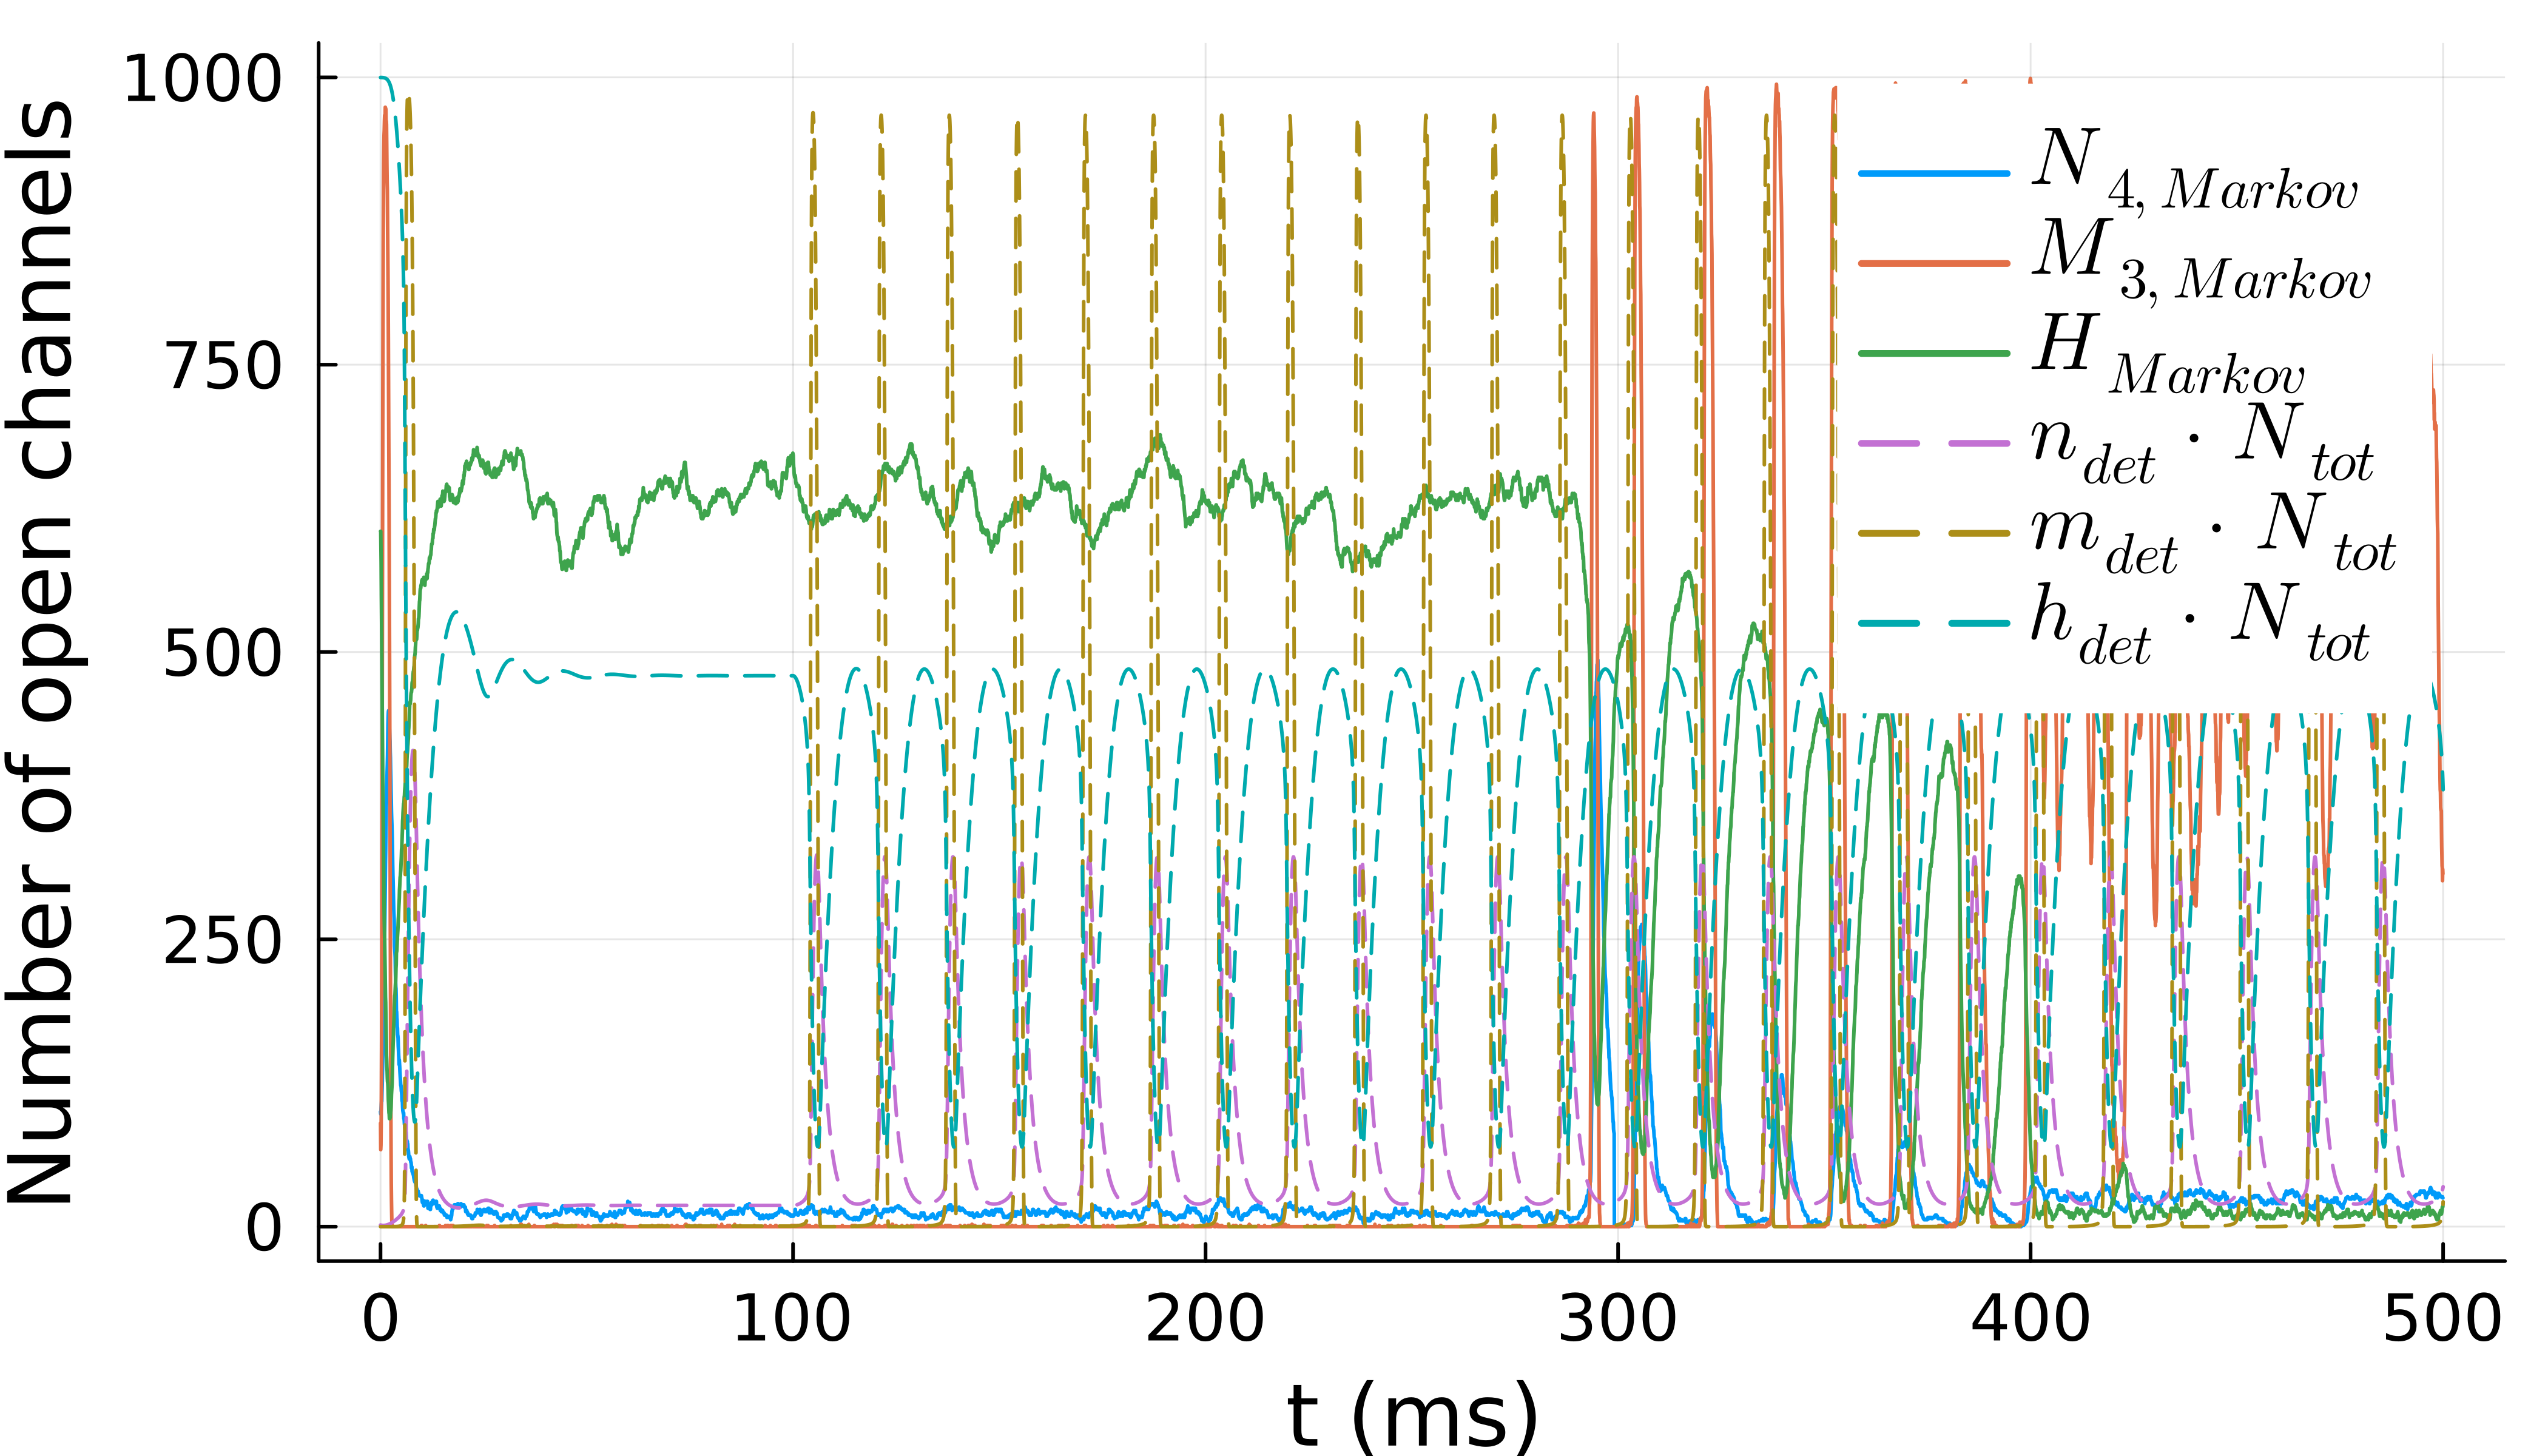 Number of open channels
1000
750
500
250
0
N4, Markov
M3, Markov
HMarkov
ndet · Ntot
mdet · Ntot
hdet · Ntot
0 100 200 300 400 500
t (ms)